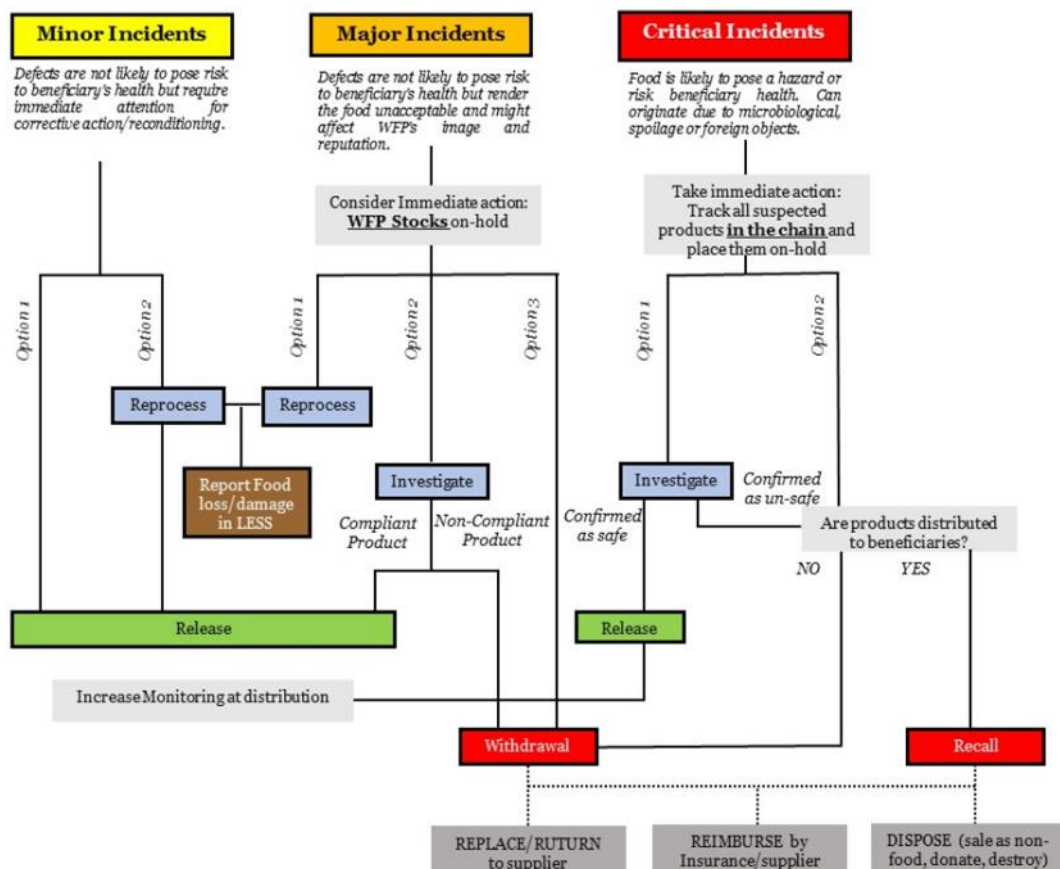 Minor Incidents
Defects are not likely to pose risk
to beneficiary's health but require
immediate attention for
corrective action/reconditioning.
Major Incidents
Defects are not likely to pose risk
to beneficiary's health but render
the food unacceptable and might
affect WFP's image and
reputation.
Critical Incidents
Food is likely to pose a hazard or
risk beneficiary health. Can
originate due to microbiological,
spoilage or foreign objects.
Consider Immediate action:
WFP Stocks on-hold
Take immediate action:
Track all suspected
products in the chain and
place them on-hold
Option 1
Option 2
Option 1
Option 2
Option 3
Option 1
Option 2
Reprocess
Reprocess
Report Food
loss/damage
in LESS
Investigate
Compliant
Product
Non-Compliant
Product
Investigate
Confirmed
as safe
Confirmed
as un-safe
Are products distributed
to beneficiaries?
NO
YES
Release
Release
Increase Monitoring at distribution
Withdrawal
Recall
REPLACE/RUTURN
to supplier
REIMBURSE by
Insurance/supplier
DISPOSE (sale as non-
food, donate, destroy)